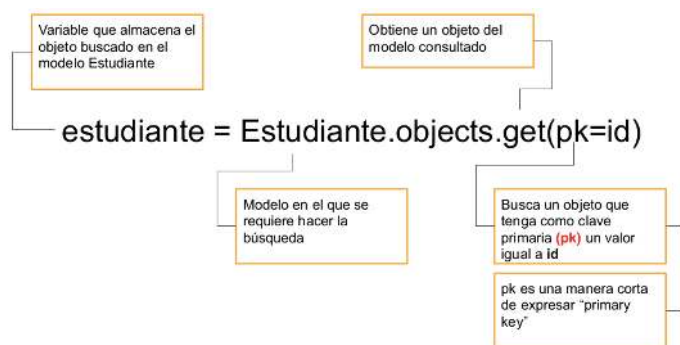 Variable que almacena el
objeto buscado en el
modelo Estudiante
Obtiene un objeto del
modelo consultado
estudiante = Estudiante.objects.get(pk=id)
Modelo en el que se
requiere hacer la
búsqueda
Busca un objeto que
tenga como clave
primaria (pk) un valor
igual a id
pk es una manera corta
de expresar “primary
key”